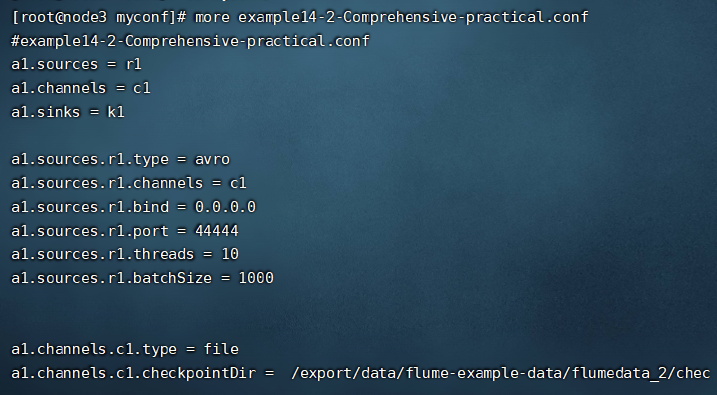 [root@node3 myconf]# more example14-2-Comprehensive-practical.conf
#example14-2-Comprehensive-practical.conf
a1.sources = r1
a1.channels = c1
a1.sinks = k1
a1.sources.r1.type = avro
a1.sources.r1.channels = c1
a1.sources.r1.bind = 0.0.0.0
a1.sources.r1.port = 44444
a1.sources.r1.threads = 10
a1.sources.r1.batchSize = 1000
a1.channels.c1.type = file
a1.channels.c1.checkpointDir =  /export/data/flume-example-data/flumedata_2/chec